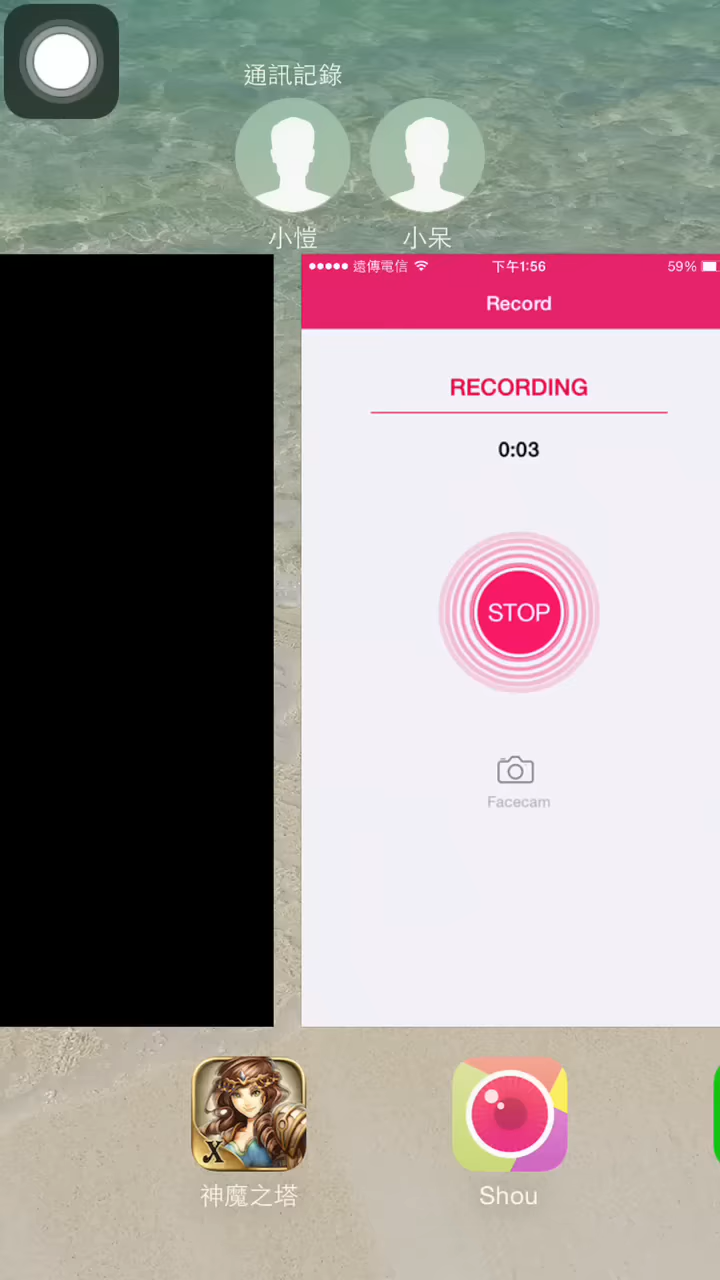 通訊記錄
小愷 小呆
遠傳電信 下午1:56 59%
Record
RECORDING
0:03
STOP
Facecam
X
神魔之塔 Shou